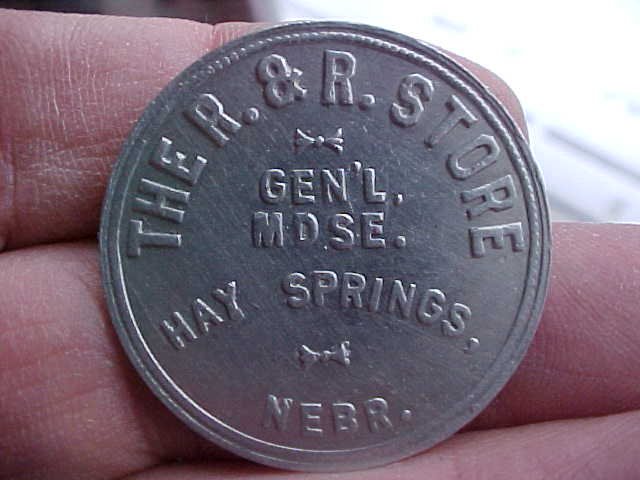 THE R. & R. STORE
GEN'L.
MDSE.
HAY SPRINGS,
NEBR.